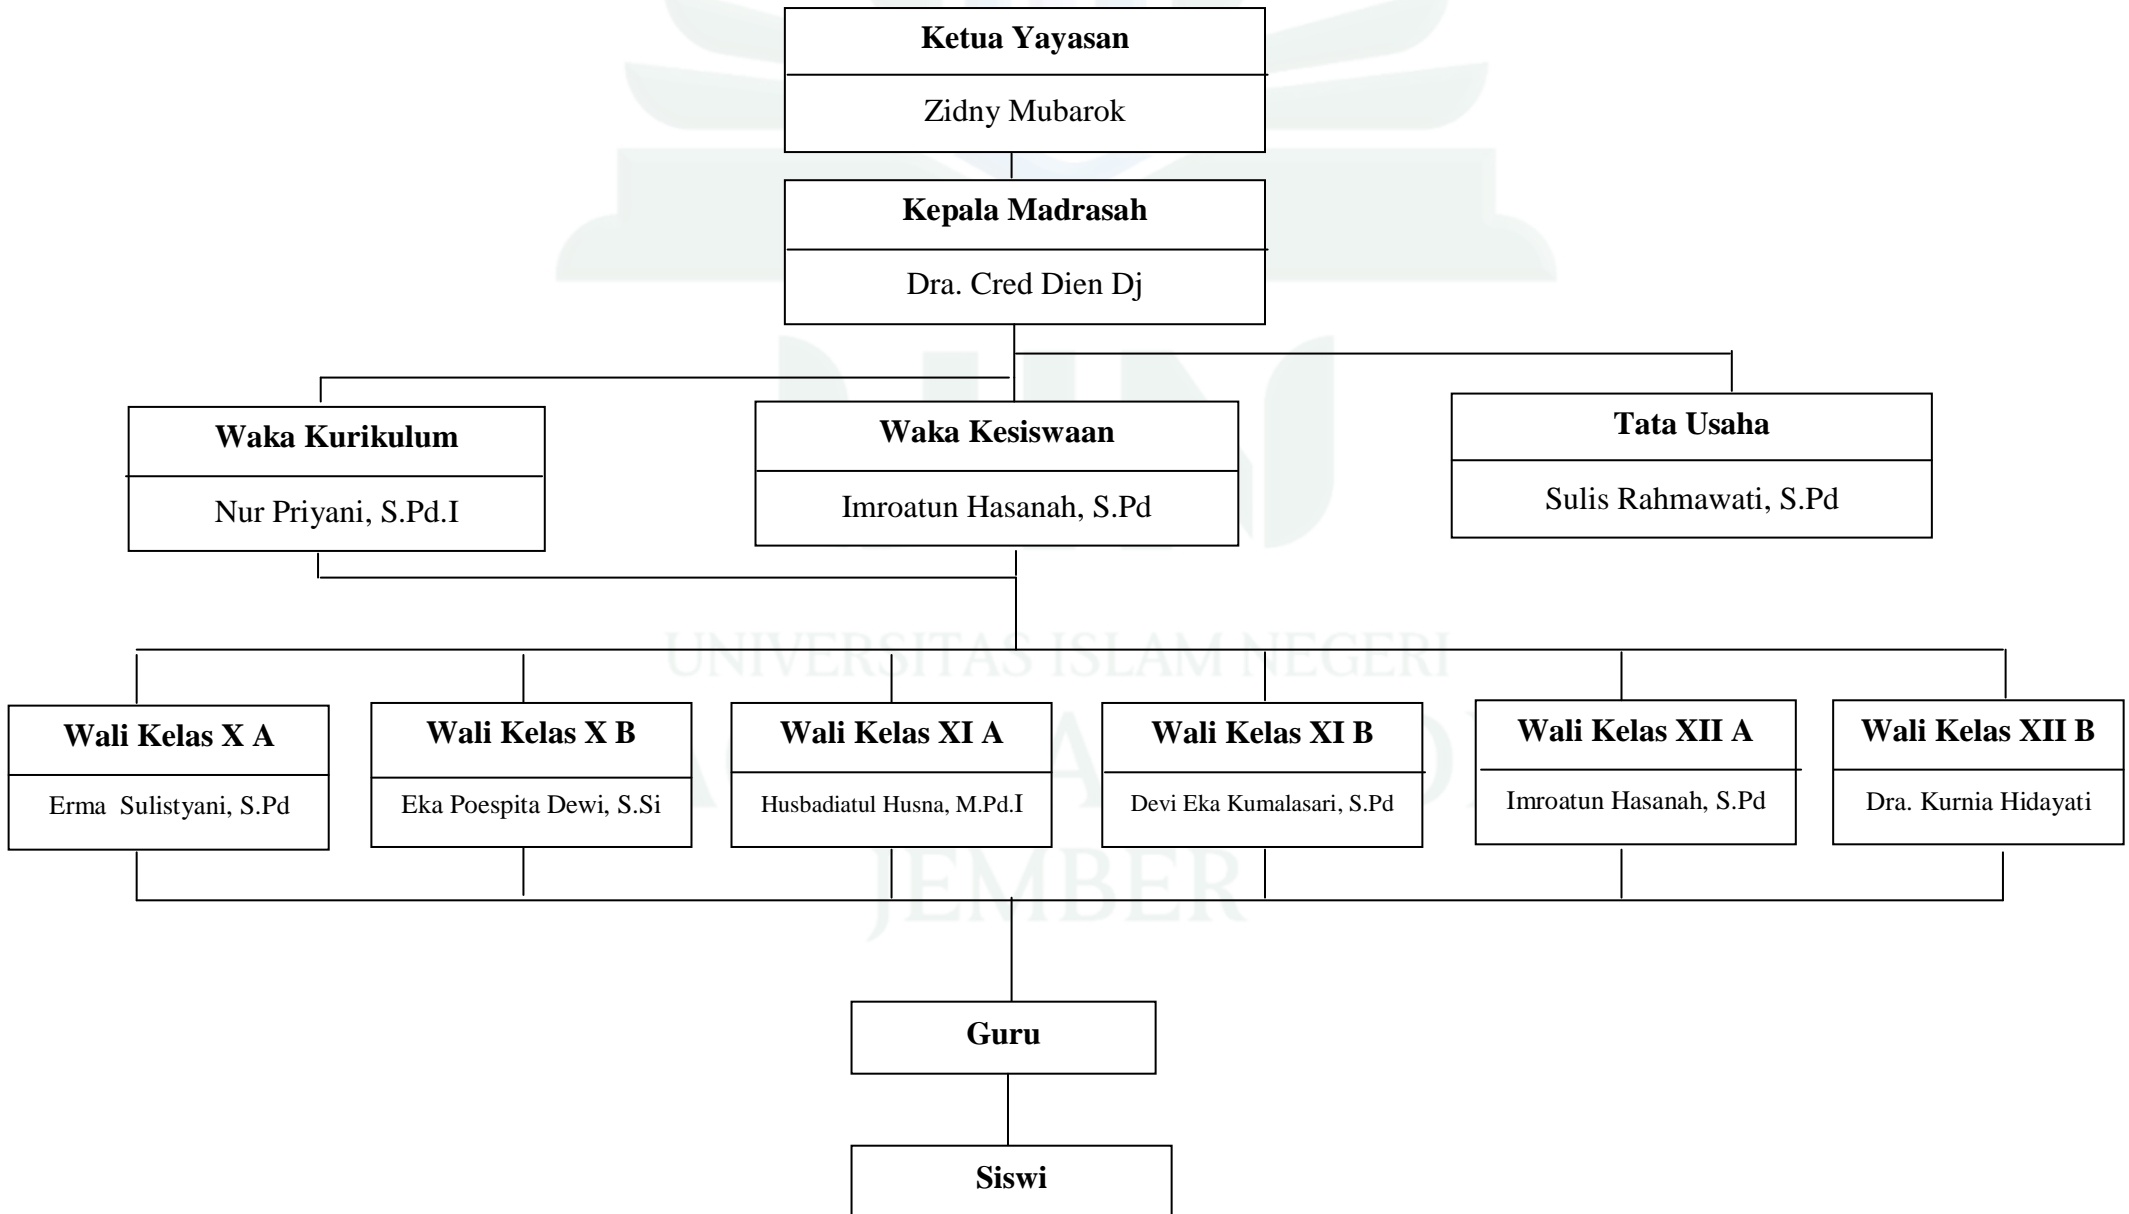 Ketua Yayasan
Zidny Mubarok
Kepala Madrasah
Dra. Cred Dien Dj
Waka Kurikulum
Nur Priyani, S.Pd.I
Waka Kesiswaan
Imroatun Hasanah, S.Pd
Tata Usaha
Sulis Rahmawati, S.Pd
UNIVERSITAS ISLAM NEGERI
Wali Kelas X A
Erma  Sulistyani, S.Pd
Wali Kelas X B
Eka Poespita Dewi, S.Si
Wali Kelas XI A
Husbadiatul Husna, M.Pd.I
Wali Kelas XI B
Devi Eka Kumalasari, S.Pd
Wali Kelas XII A
Imroatun Hasanah, S.Pd
Wali Kelas XII B
Dra. Kurnia Hidayati
JEMBER
Guru
Siswi